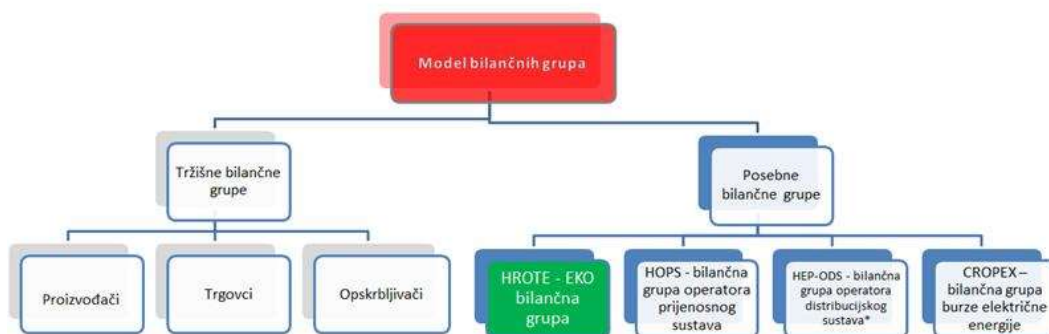 Model bilančnih grupa
Tržišne bilančne
grupe
Posebne
bilančne grupe
Proizvođači
Trgovci
Opskrbljivači
HROTE - EKO
bilančna
grupa
HOPS - bilančna
grupa operatora
prijenosnog
sustava
HEP-ODS - bilančna
grupa operatora
distribucijskog
sustava*
CROPEX –
bilančna grupa
burze električne
energije